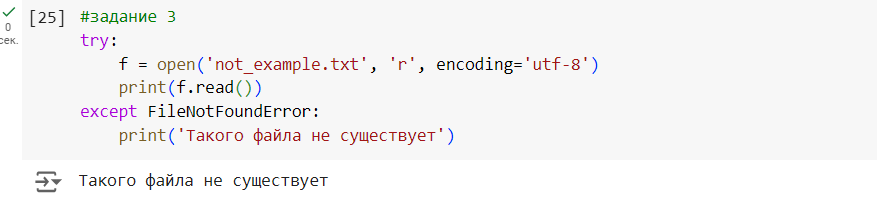 [25] #задание 3
try:
    f = open('not_example.txt', 'r', encoding='utf-8')
    print(f.read())
except FileNotFoundError:
    print('Такого файла не существует')
0
сек.
Такого файла не существует